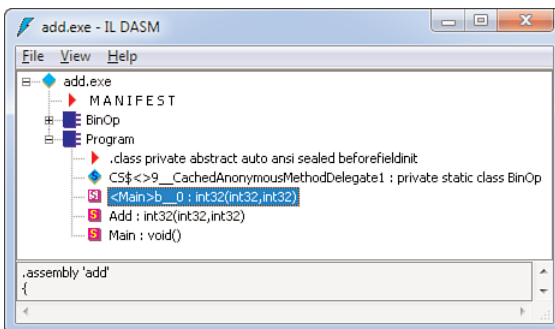 add.exe - IL DASM
File View Help
add.exe
M A N I F E S T
BinOp
Program
.class private abstract auto ansi sealed beforefieldinit
CS$<>9__CachedAnonymousMethodDelegate1 : private static class BinOp
<Main>b__0 : int32(int32,int32)
Add : int32(int32,int32)
Main : void()
.assembly 'add'
{